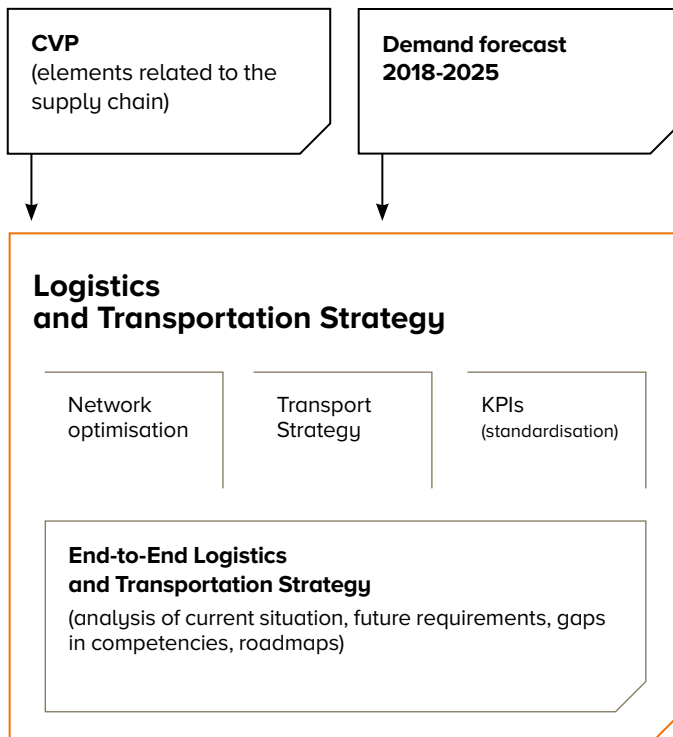 CVP
(elements related to the
supply chain)
Demand forecast
2018-2025
Logistics
and Transportation Strategy
Network
optimisation
Transport
Strategy
KPIs
(standardisation)
End-to-End Logistics
and Transportation Strategy
(analysis of current situation, future requirements, gaps
in competencies, roadmaps)